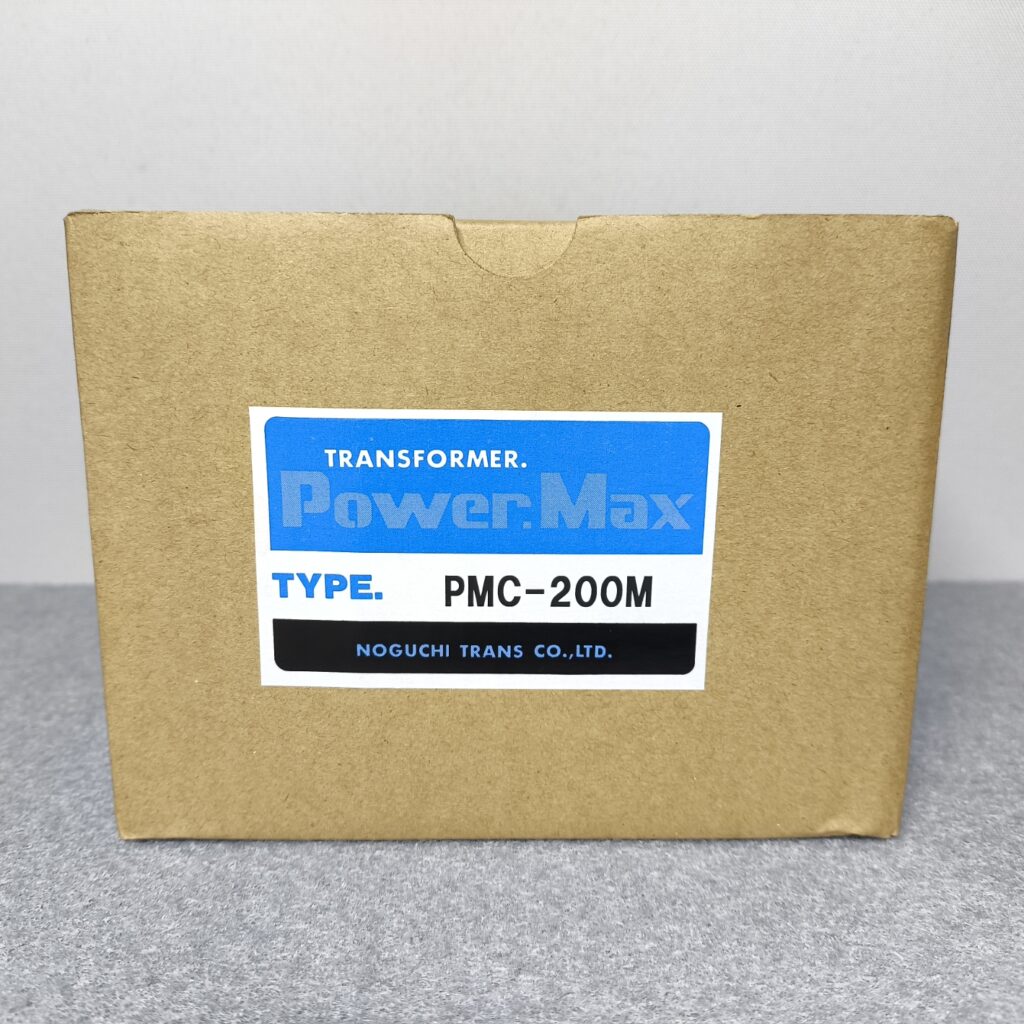 TRANSFORMER.
Power.Max
TYPE. PMC-200M
NOGUCHI TRANS CO.,LTD.